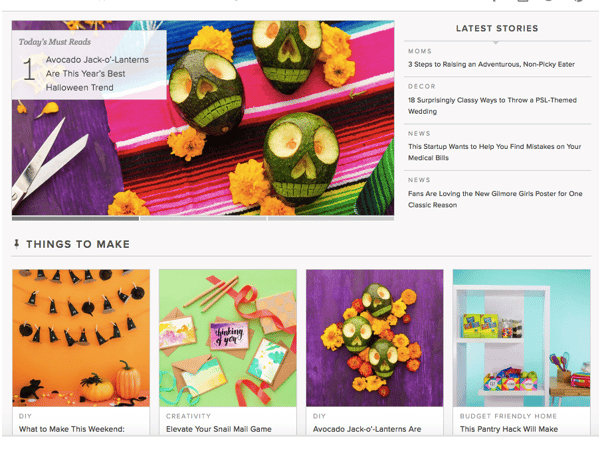 Today's Must Reads
1
Avocado Jack-o'-Lanterns
Are This Year's Best
Halloween Trend
LATEST STORIES
MOMS
3 Steps to Raising an Adventurous, Non-Picky Eater
DECOR
18 Surprisingly Classy Ways to Throw a PSL-Themed
Wedding
NEWS
This Startup Wants to Help You Find Mistakes on Your
Medical Bills
NEWS
Fans Are Loving the New Gilmore Girls Poster for One
Classic Reason
THINGS TO MAKE
thinking
of you!
DIY
What to Make This Weekend:
CREATIVITY
Elevate Your Snail Mail Game
DIY
Avocado Jack-o'-Lanterns Are
BUDGET FRIENDLY HOME
This Pantry Hack Will Make